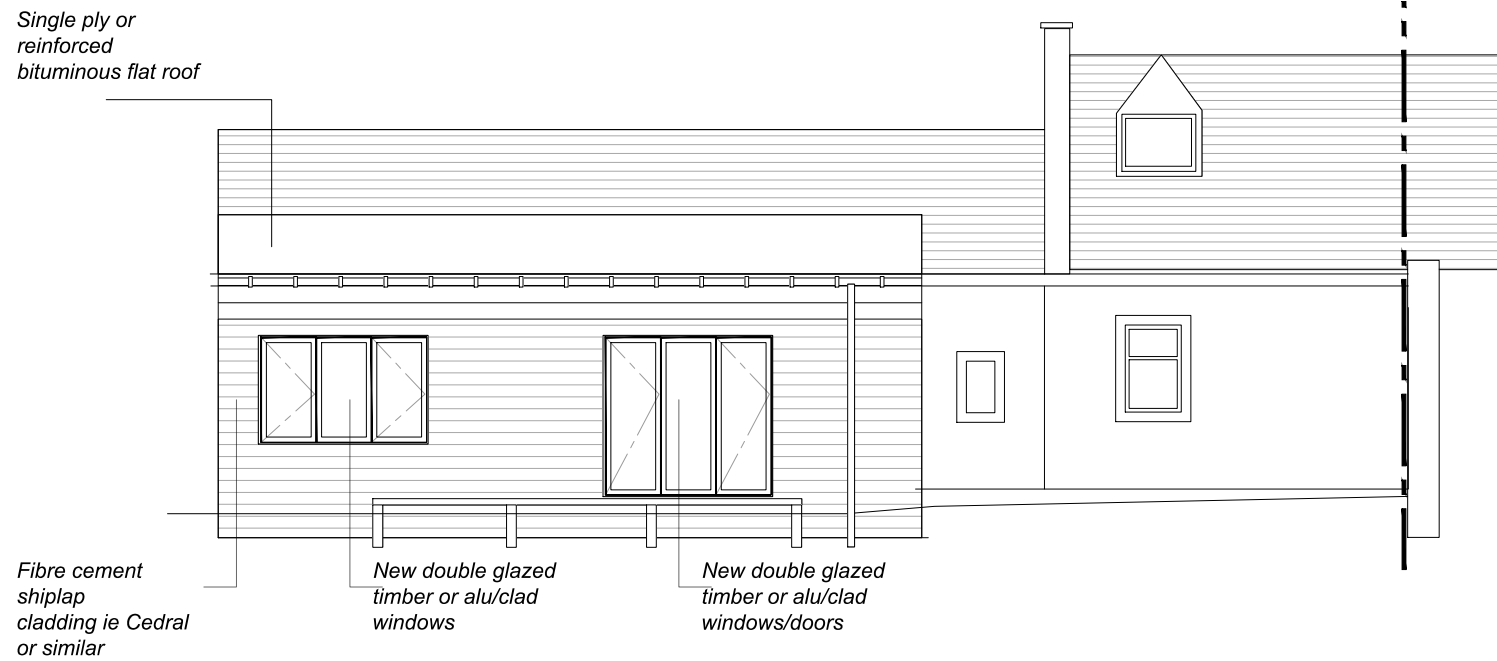 Single ply or
reinforced
bituminous flat roof
Fibre cement
shiplap
cladding ie Cedral
or similar
New double glazed
timber or alu/clad
windows
New double glazed
timber or alu/clad
windows/doors